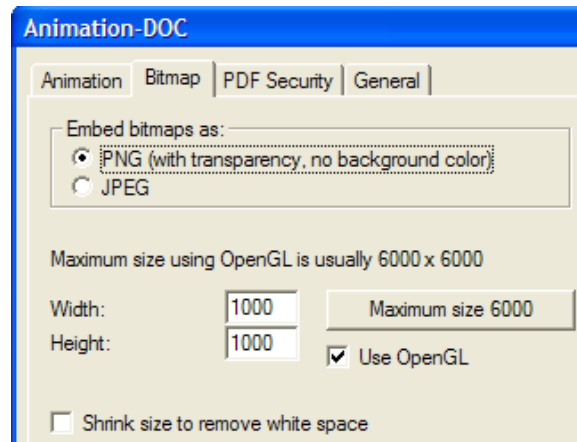 Animation-DOC
Animation Bitmap PDF Security General
Embed bitmaps as:
PNG (with transparency, no background color)
JPEG
Maximum size using OpenGL is usually 6000 x 6000
Width: 1000 Maximum size 6000
Height: 1000 Use OpenGL
Shrink size to remove white space